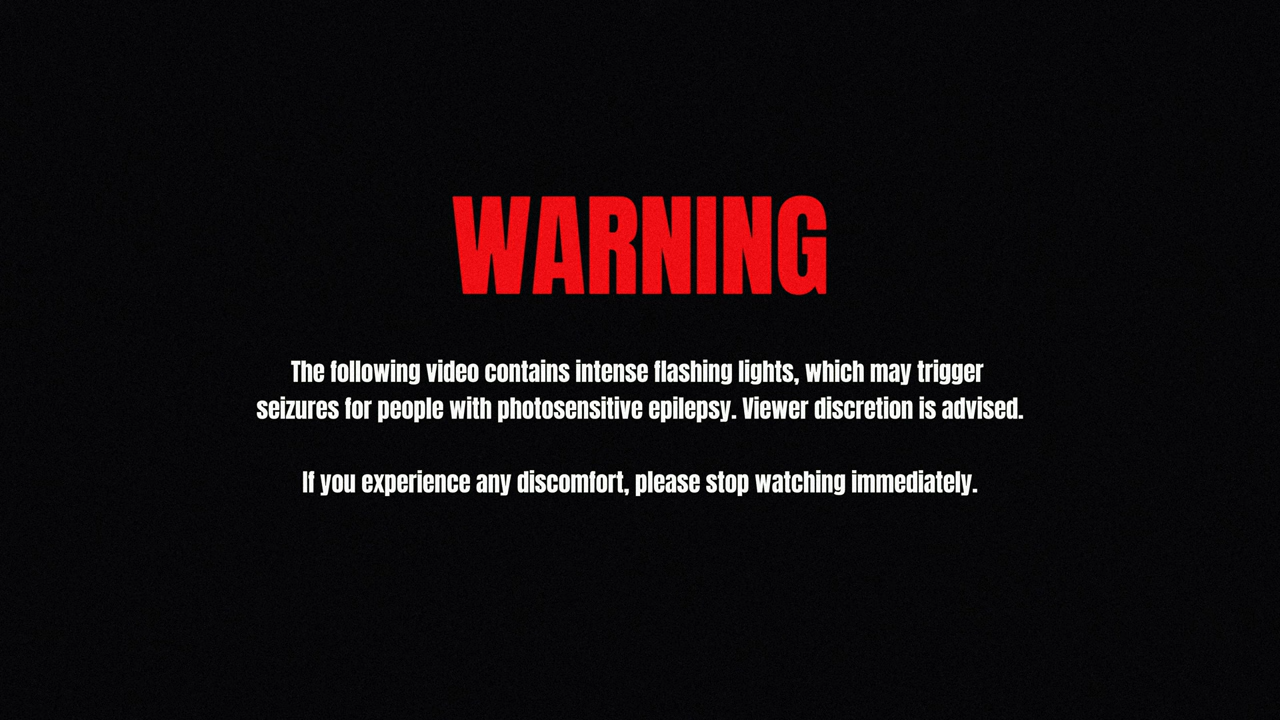 WARNING
The following video contains intense flashing lights, which may trigger
seizures for people with photosensitive epilepsy. Viewer discretion is advised.
If you experience any discomfort, please stop watching immediately.